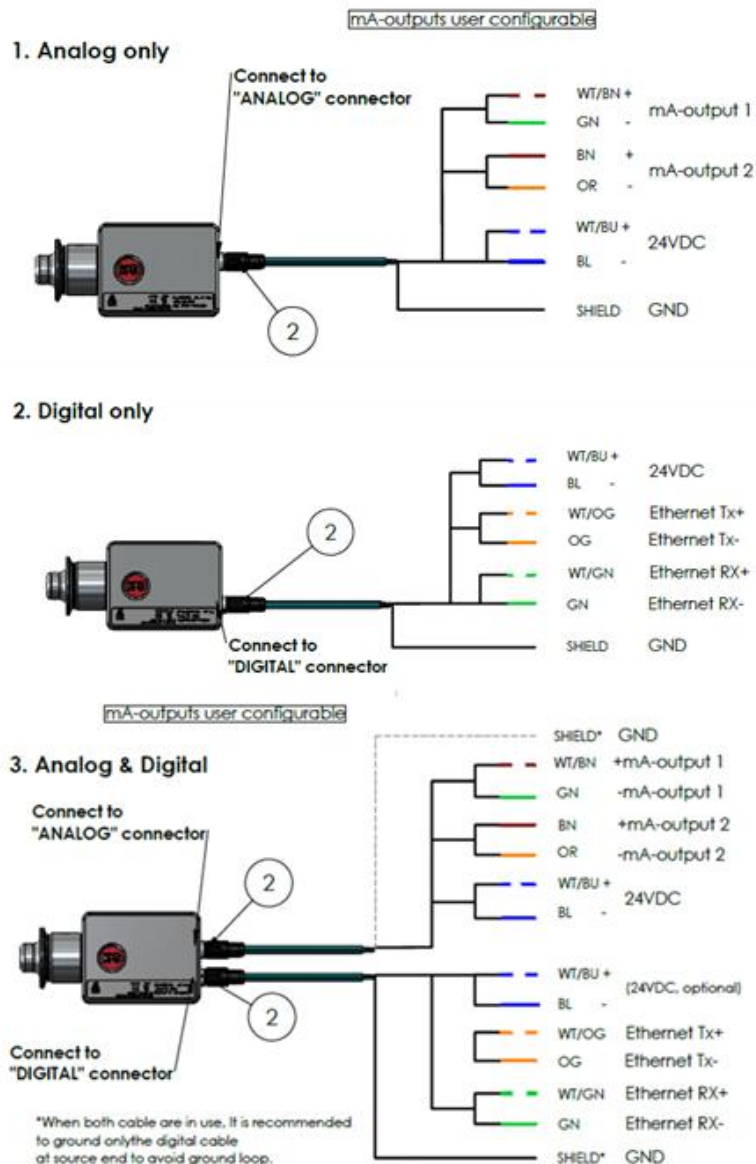 mA-outputs user configurable
1. Analog only
Connect to
"ANALOG" connector
WT/BN +
GN -
mA-output 1
BN +
OR -
mA-output 2
WT/BU +
BL -
24VDC
SHIELD GND
2
2. Digital only
WT/BU +
BL -
24VDC
WT/OG Ethernet Tx+
OG Ethernet Tx-
WT/GN Ethernet RX+
GN Ethernet RX-
SHIELD GND
2
Connect to
"DIGITAL" connector
mA-outputs user configurable
3. Analog & Digital
SHIELD* GND
WT/BN +mA-output 1
GN -mA-output 1
BN +mA-output 2
OR -mA-output 2
WT/BU +
BL -
24VDC
Connect to
"ANALOG" connector
2
2
WT/BU +
BL -
(24VDC, optional)
WT/OG Ethernet Tx+
OG Ethernet Tx-
WT/GN Ethernet RX+
GN Ethernet RX-
SHIELD* GND
Connect to
"DIGITAL" connector
*When both cable are in use, It is recommended
to ground onlythe digital cable
at source end to avoid ground loop.